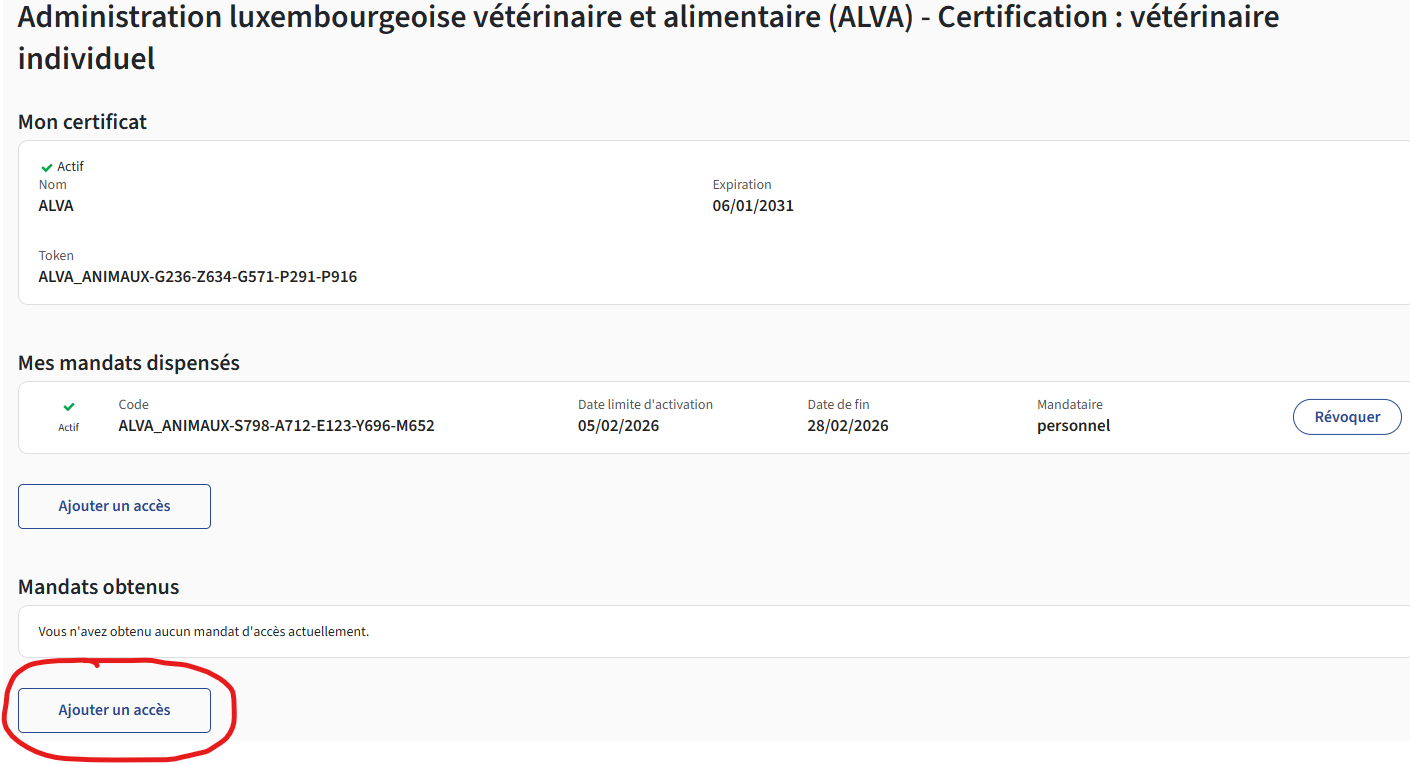 Administration luxembourgeoise vétérinaire et alimentaire (ALVA) - Certification : vétérinaire
individuel
Mon certificat
Actif
Nom
Expiration
ALVA
06/01/2031
Token
ALVA_ANIMAUX-G236-Z634-G571-P291-P916
Mes mandats dispensés
Code
Date limite d'activation
Date de fin
Mandataire
Actif
ALVA_ANIMAUX-S798-A712-E123-Y696-M652
05/02/2026
28/02/2026
personnel
Révoquer
Ajouter un accès
Mandats obtenus
Vous n'avez obtenu aucun mandat d'accès actuellement.
Ajouter un accès